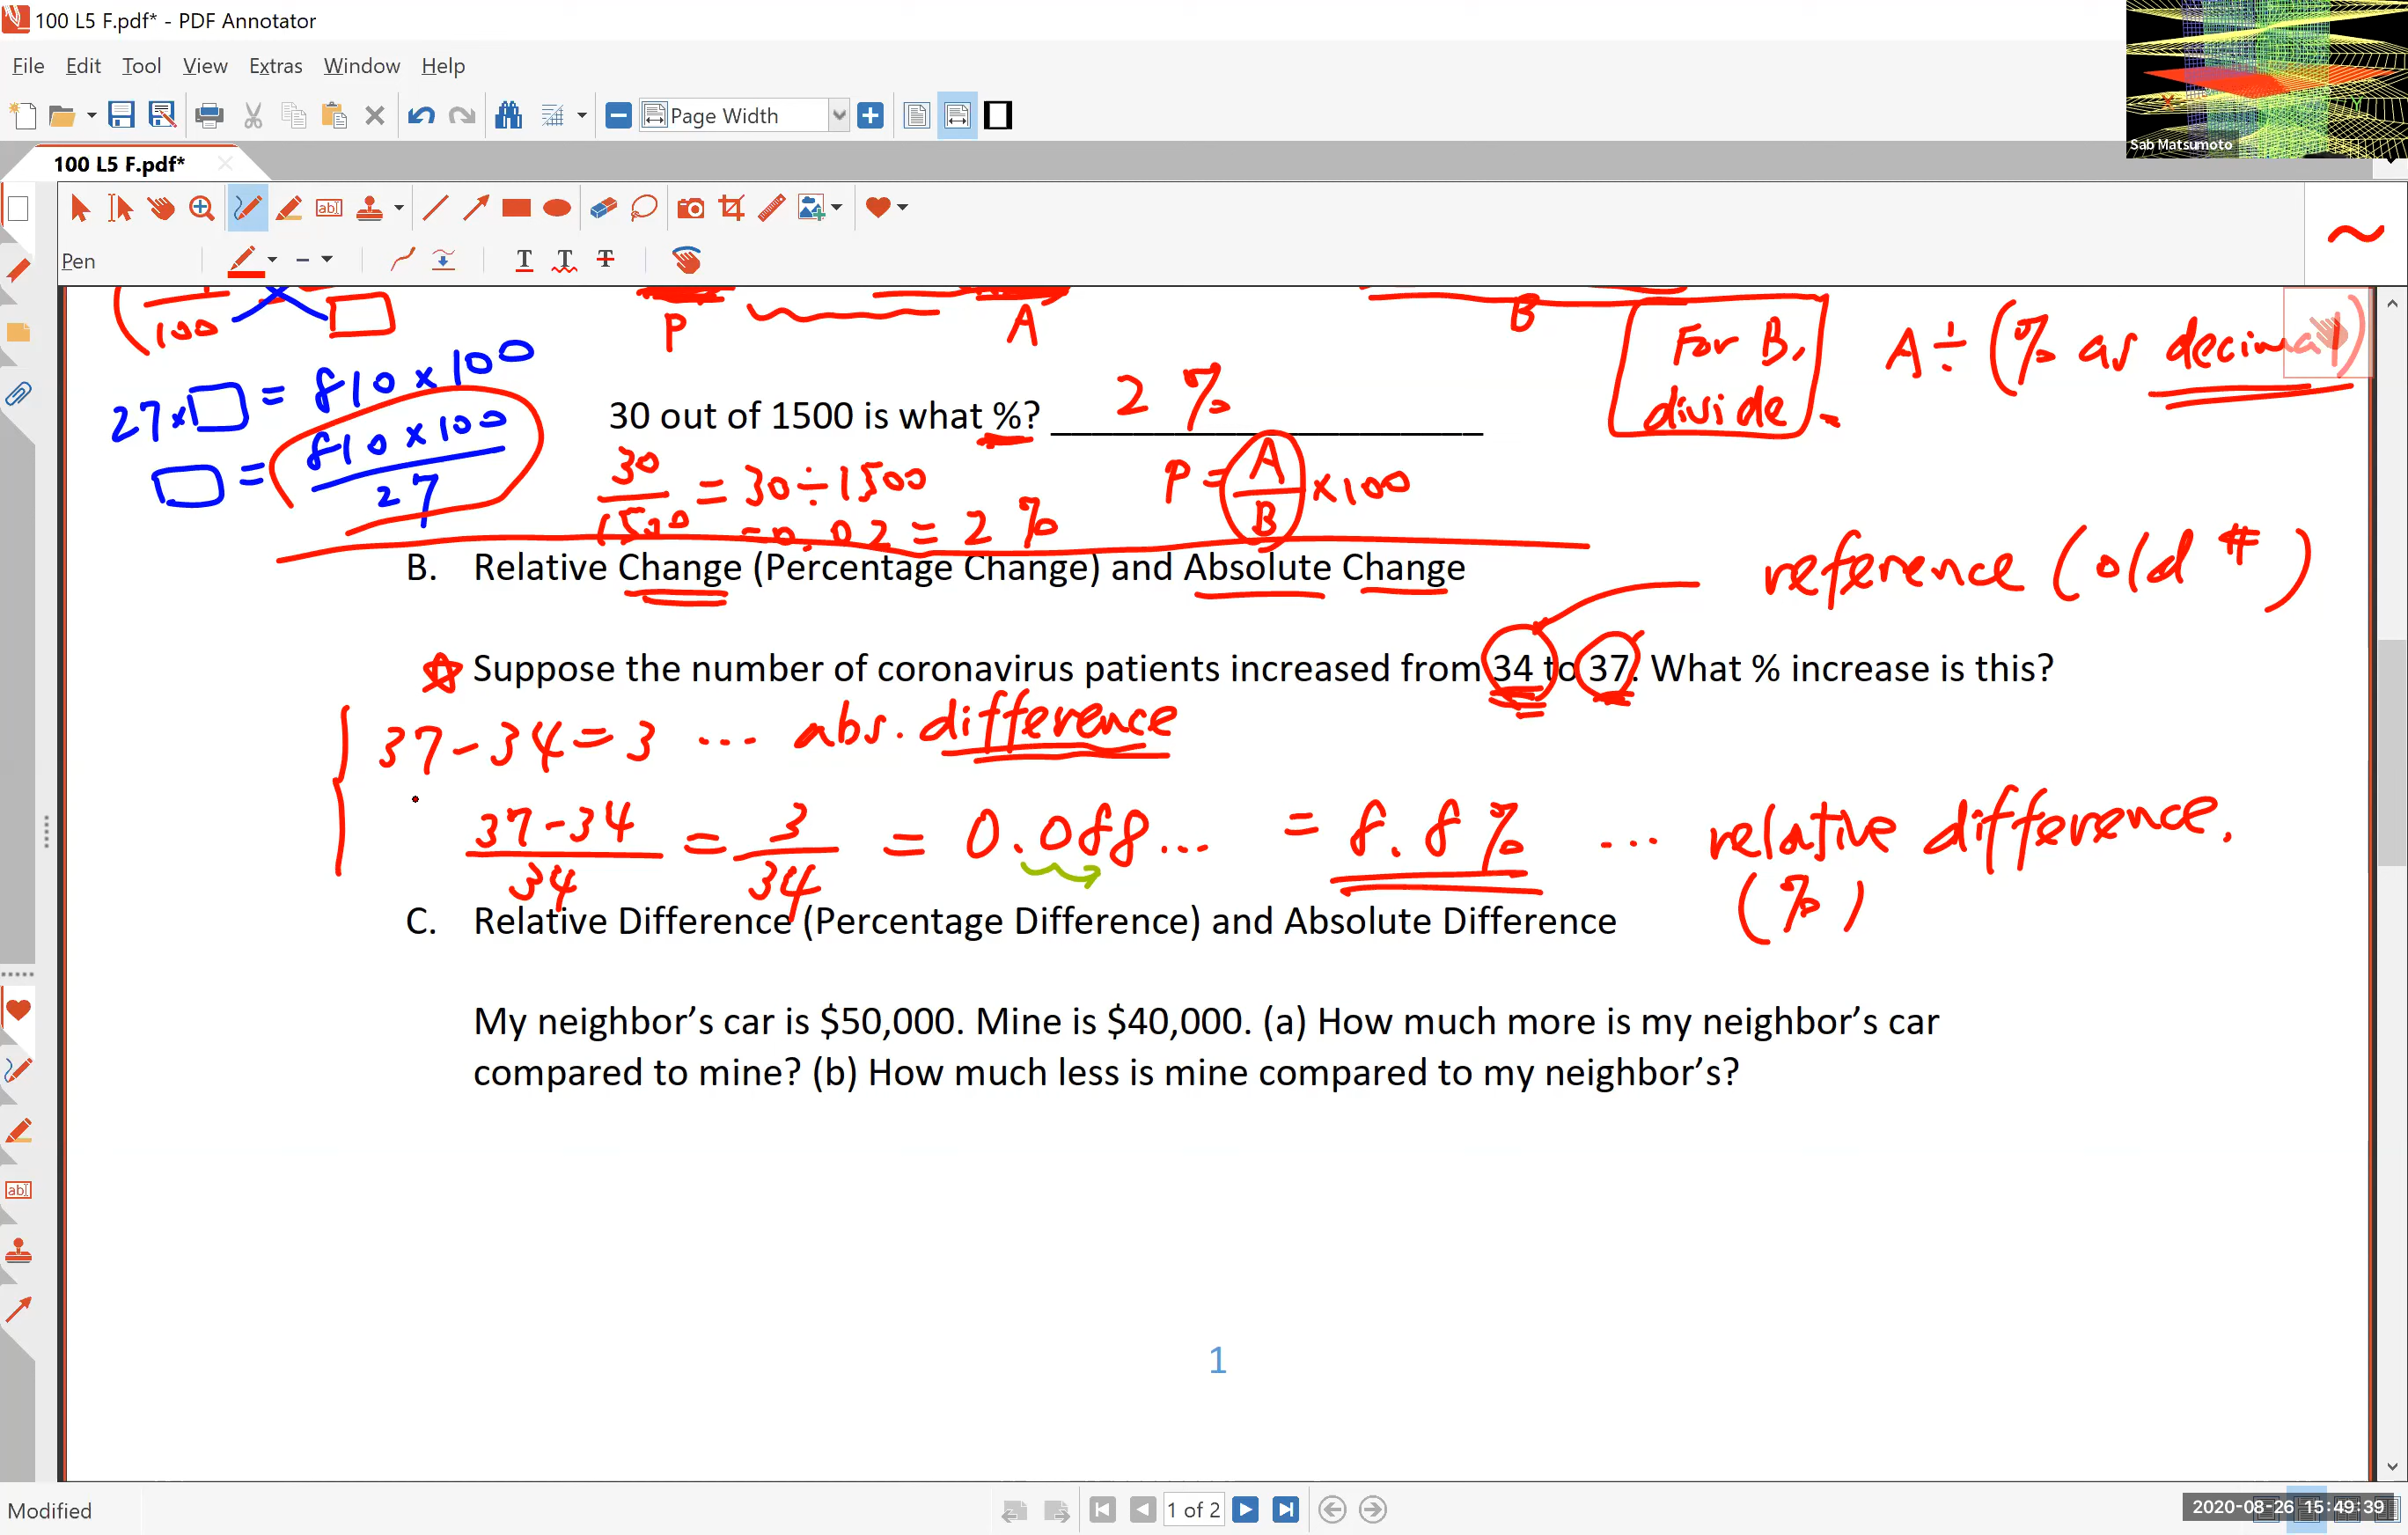 100 L5 F.pdf* - PDF Annotator
File Edit Tool View Extras Window Help
Page Width
Sab Matsumoto
100 L5 F.pdf*
Pen
100
P
A
B
For B,
divide.
A ÷ (% as decimal)
27 × □ = 810 × 100
□ = 810 × 100 / 27
30 out of 1500 is what %? ____________________ 2 %
30/1500 = 30 ÷ 1500
= 0.02 = 2 %
P = A/B × 100
B. Relative Change (Percentage Change) and Absolute Change
reference (old #)
☆ Suppose the number of coronavirus patients increased from 34 to 37. What % increase is this?
37 - 34 = 3 ... abs. difference
37-34 / 34 = 3/34 = 0.088... = 8.8% ... relative difference.
(%)
C. Relative Difference (Percentage Difference) and Absolute Difference
My neighbor’s car is $50,000. Mine is $40,000. (a) How much more is my neighbor’s car
compared to mine? (b) How much less is mine compared to my neighbor’s?
1
Modified
1 of 2
2020-08-26 15:49:39